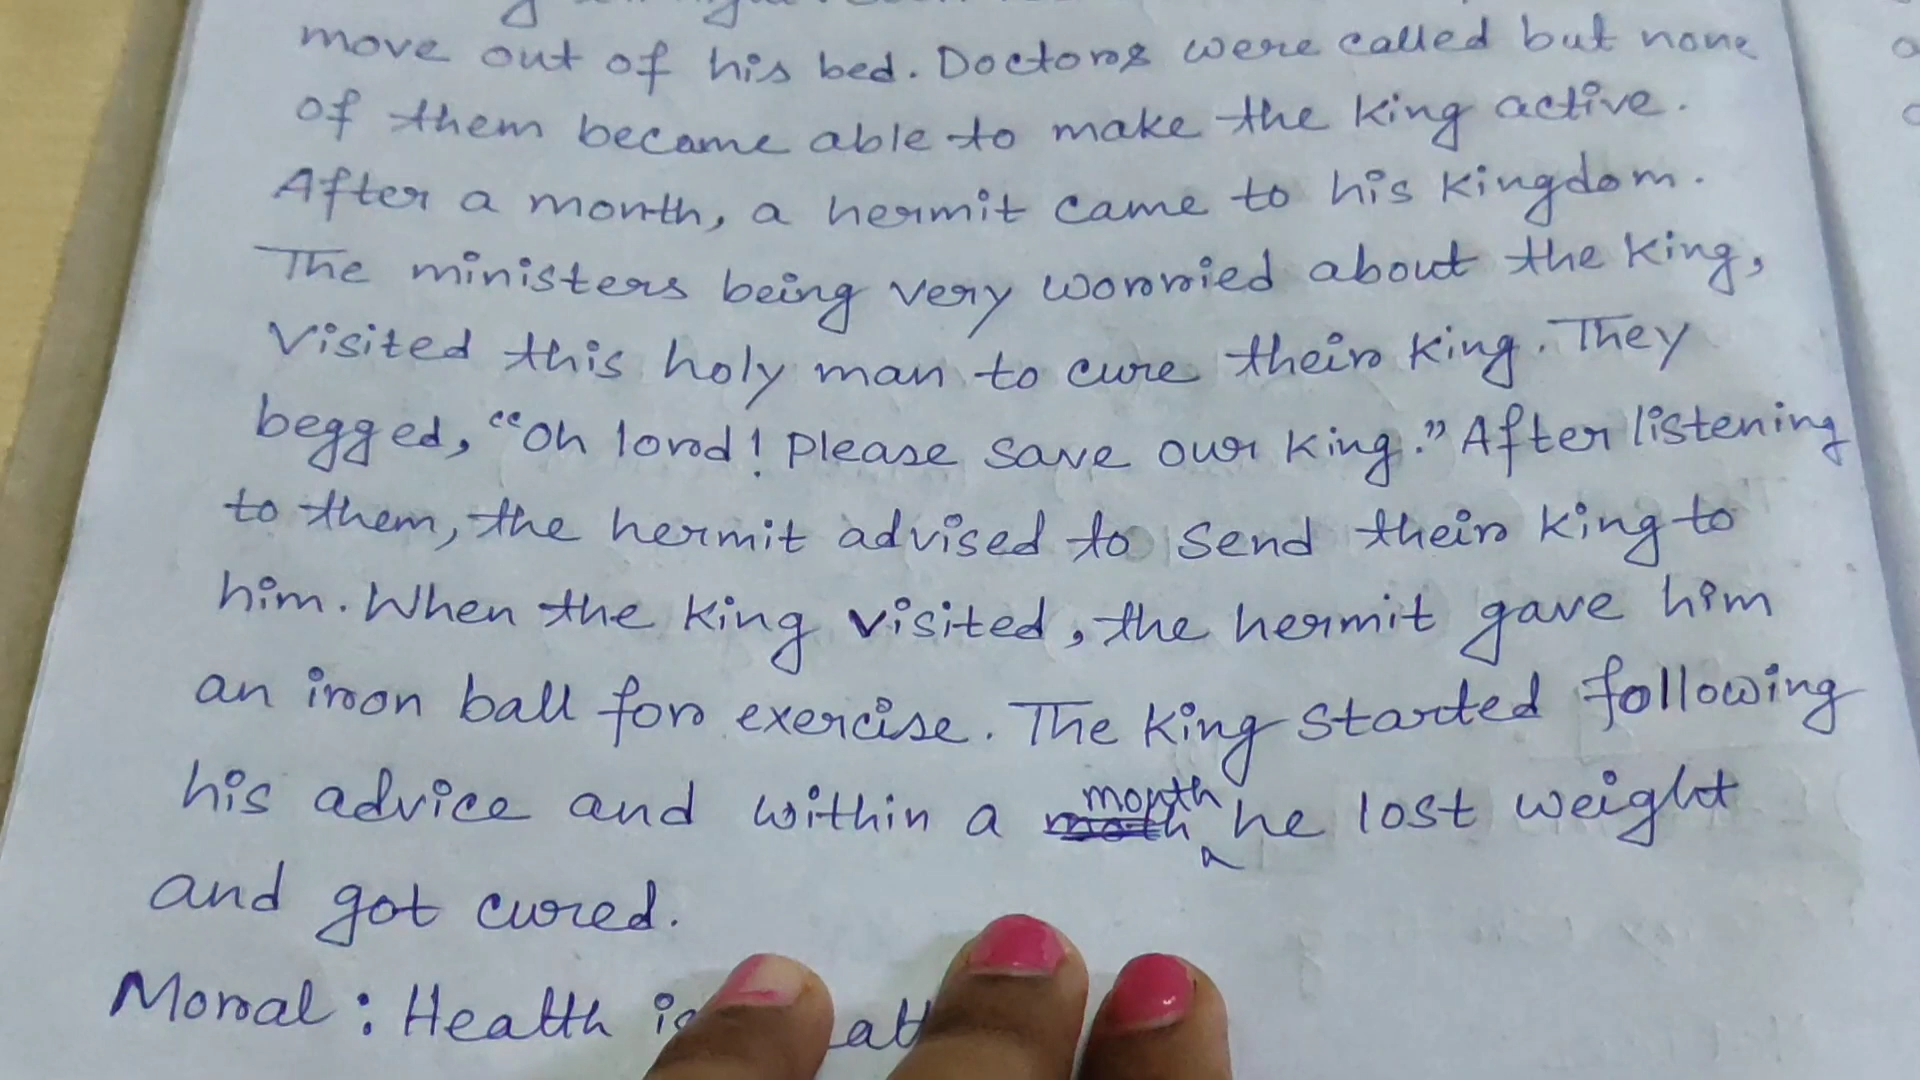 move out of his bed. Doctors were called but none
of them became able to make the king active.
After a month, a hermit came to his kingdom.
The ministers being very worried about the king,
visited this holy man to cure their king. They
begged, "Oh lord! Please save our king." After listening
to them, the hermit advised to send their king to
him. When the king visited, the hermit gave him
an iron ball for exercise. The king started following
his advice and within a month he lost weight
and got cured.
Moral : Health is